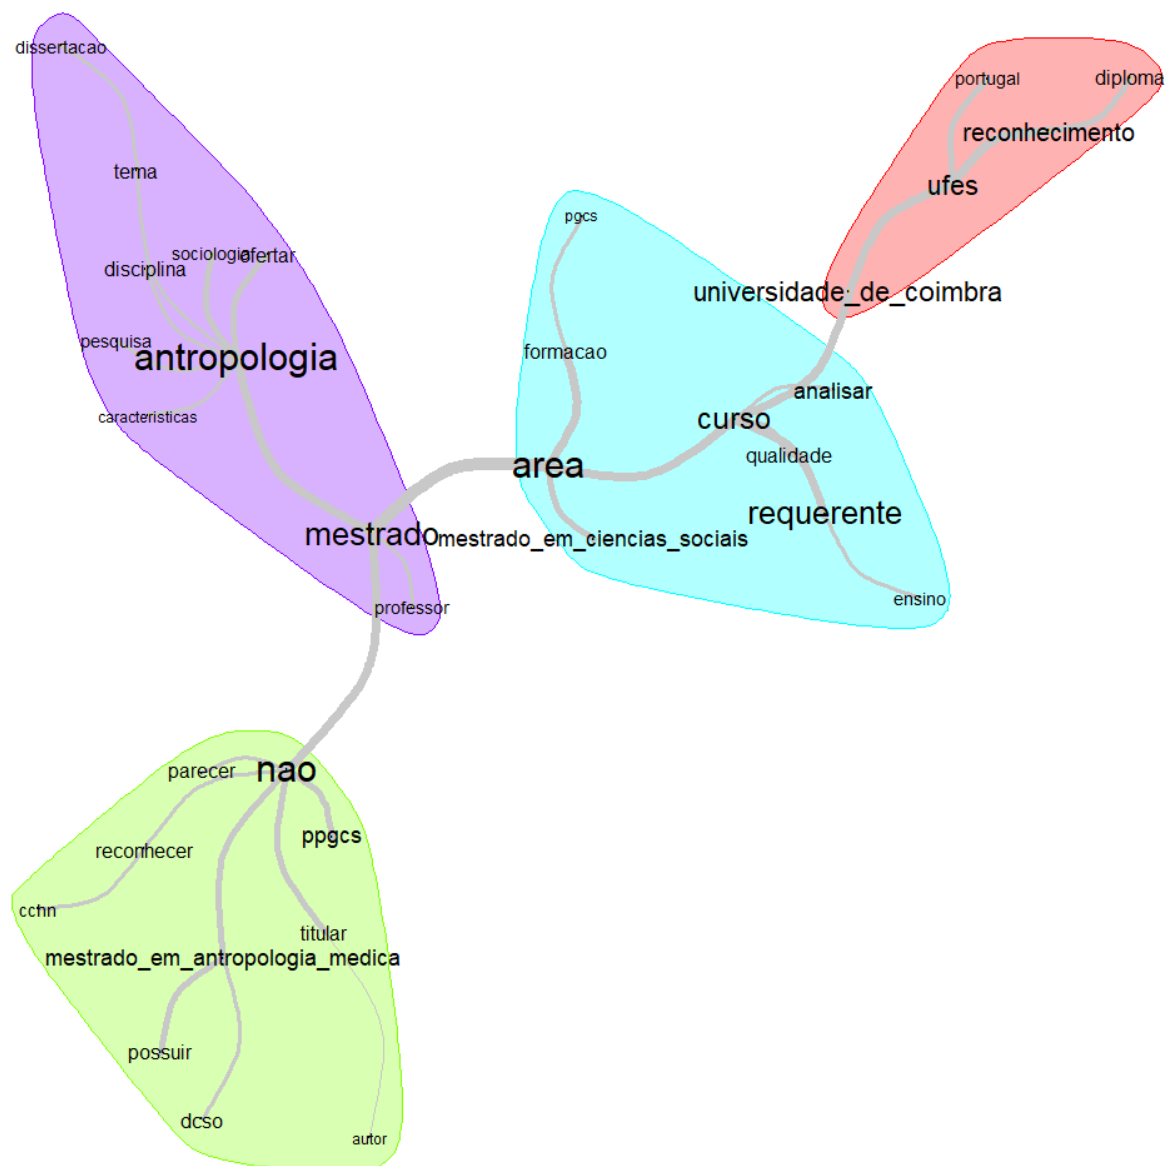 dissertacao
portugal
diploma
reconhecimento
tema
ufes
pgcs
sociologia
ofertar
disciplina
universidade_de_coimbra
pesquisa
antropologia
formacao
analisar
caracteristicas
curso
qualidade
area
requerente
mestrado
mestrado_em_ciencias_sociais
ensino
professor
parecer
nao
ppgcs
reconhecer
cchn
titular
mestrado_em_antropologia_medica
possuir
dcso
autor